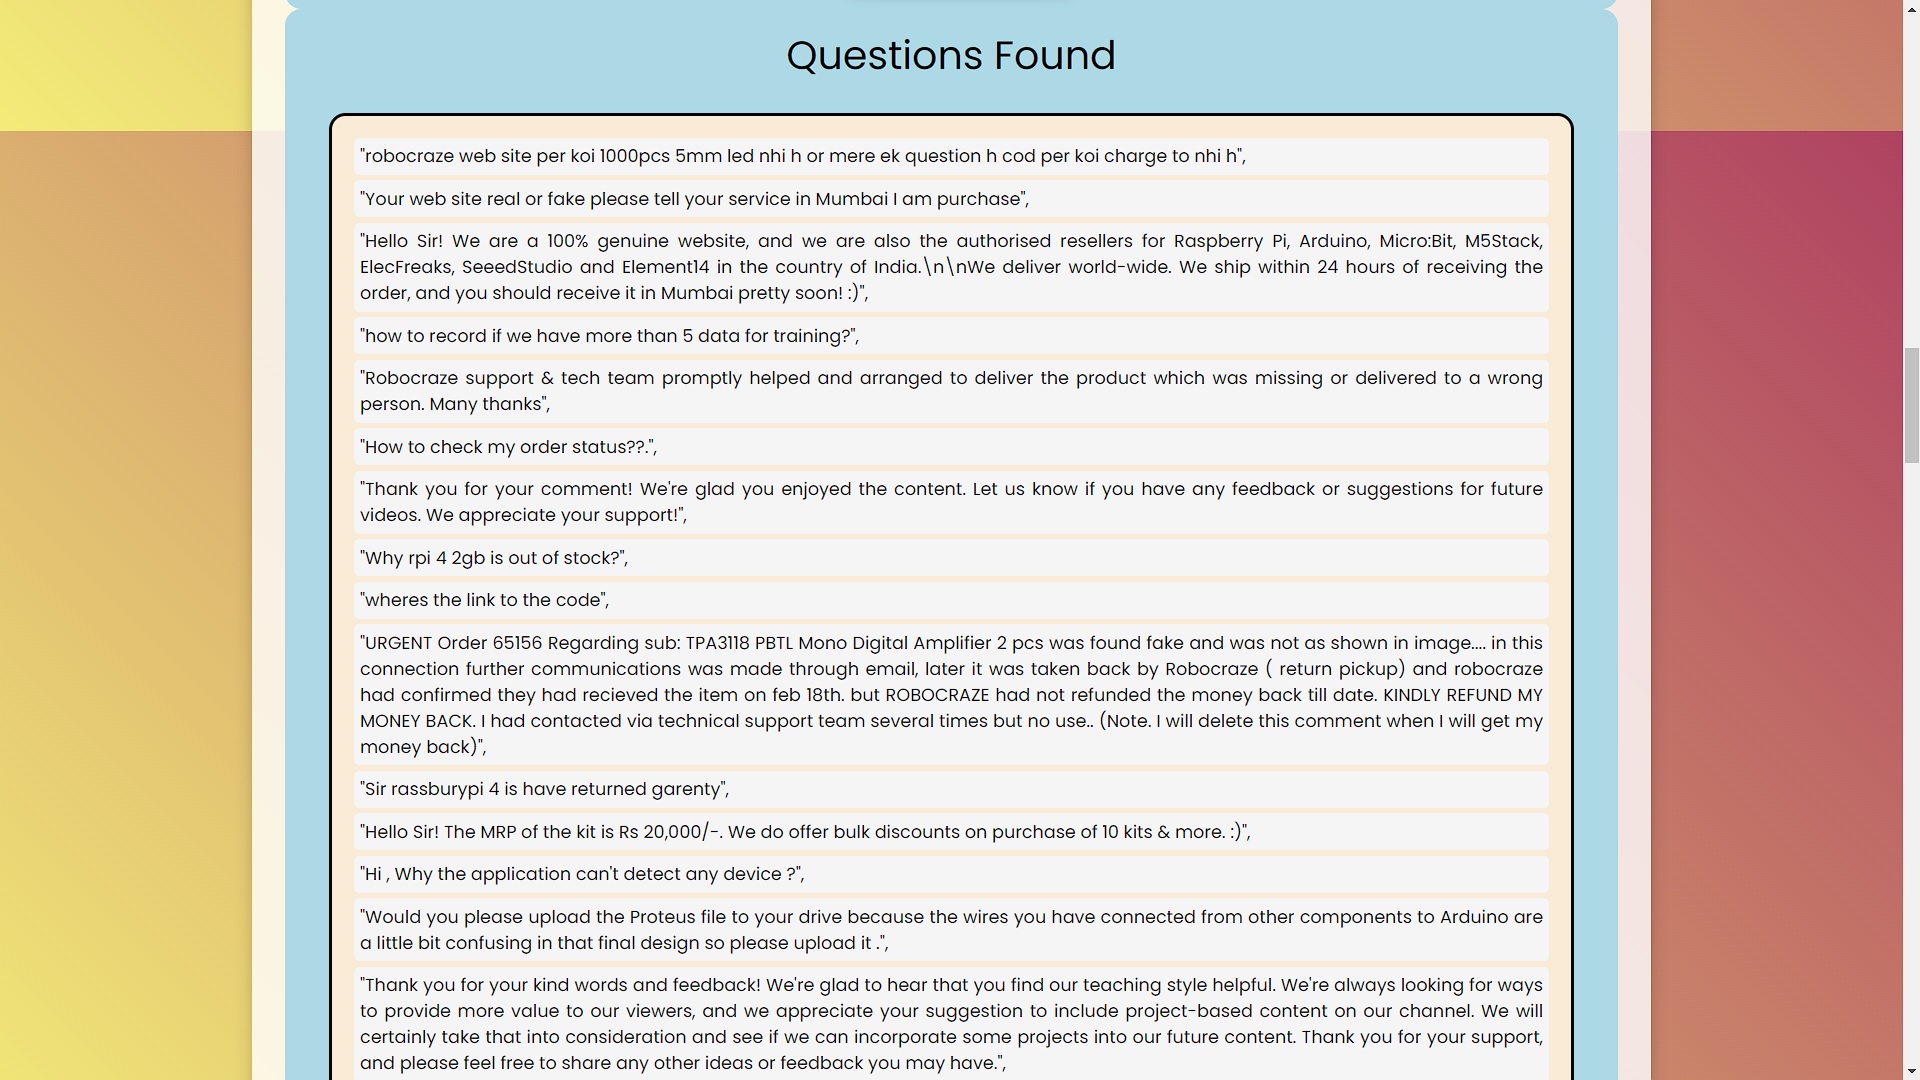 Questions Found
"robocraze web site per koi 1000pcs 5mm led nhi h or mere ek question h cod per koi charge to nhi h",
"Your web site real or fake please tell your service in Mumbai I am purchase",
"Hello Sir! We are a 100% genuine website, and we are also the authorised resellers for Raspberry Pi, Arduino, Micro:Bit, M5Stack,
ElecFreaks, SeeedStudio and Element14 in the country of India.\n\nWe deliver world-wide. We ship within 24 hours of receiving the
order, and you should receive it in Mumbai pretty soon! :)",
"how to record if we have more than 5 data for training?",
"Robocraze support & tech team promptly helped and arranged to deliver the product which was missing or delivered to a wrong
person. Many thanks",
"How to check my order status??.",
"Thank you for your comment! We're glad you enjoyed the content. Let us know if you have any feedback or suggestions for future
videos. We appreciate your support!",
"Why rpi 4 2gb is out of stock?",
"wheres the link to the code",
"URGENT Order 65156 Regarding sub: TPA3118 PBTL Mono Digital Amplifier 2 pcs was found fake and was not as shown in image.... in this
connection further communications was made through email, later it was taken back by Robocraze ( return pickup) and robocraze
had confirmed they had recieved the item on feb 18th. but ROBOCRAZE had not refunded the money back till date. KINDLY REFUND MY
MONEY BACK. I had contacted via technical support team several times but no use.. (Note. I will delete this comment when I will get my
money back)",
"Sir rassburypi 4 is have returned garenty",
"Hello Sir! The MRP of the kit is Rs 20,000/-. We do offer bulk discounts on purchase of 10 kits & more. :)",
"Hi , Why the application can't detect any device ?",
"Would you please upload the Proteus file to your drive because the wires you have connected from other components to Arduino are
a little bit confusing in that final design so please upload it .",
"Thank you for your kind words and feedback! We're glad to hear that you find our teaching style helpful. We're always looking for ways
to provide more value to our viewers, and we appreciate your suggestion to include project-based content on our channel. We will
certainly take that into consideration and see if we can incorporate some projects into our future content. Thank you for your support,
and please feel free to share any other ideas or feedback you may have.",